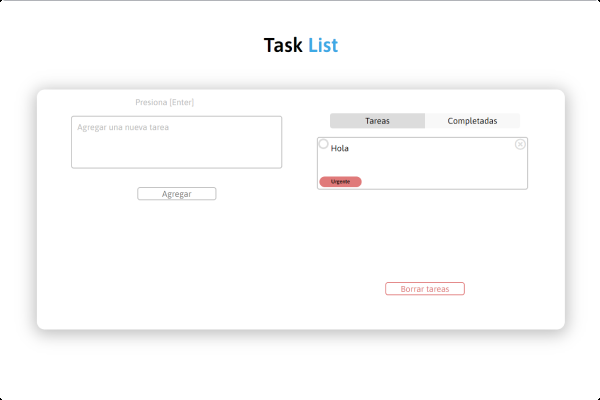 Task List
Presiona [Enter]
Agregar una nueva tarea
Agregar
Tareas
Completadas
Hola
Urgente
Borrar tareas